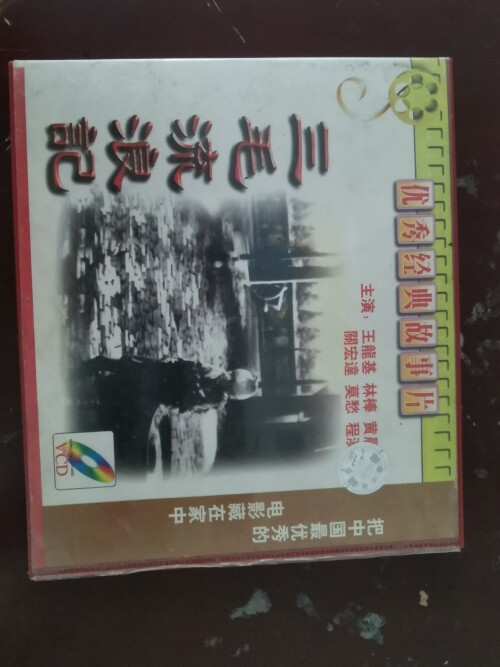 优秀经典故事片
主演：王龍基 林榛 黃
關宏達 莫愁 程
三毛流浪記
VCD
把中国最优秀的
电影藏在家中